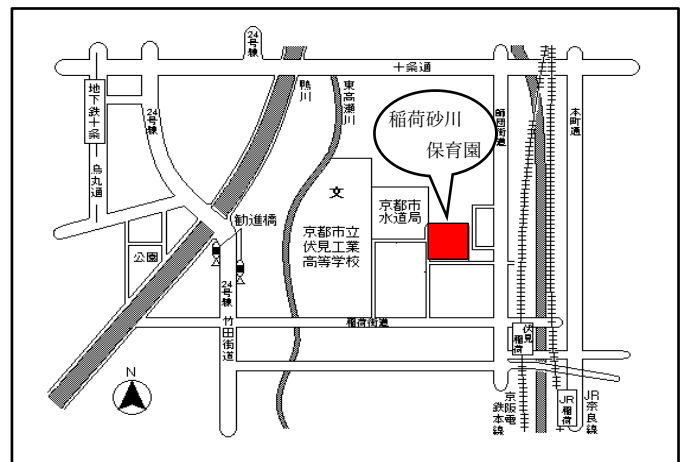 24号線
十条通
地下鉄十条
24号線
鴨川
東高瀬川
師団街道
本町通
稲荷砂川
保育園
烏丸通
文
京都市
水道局
勧進橋
京都市立
伏見工業
高等学校
公園
24号線
竹田街道
稲荷街道
伏見
稲荷
N
京阪電
鉄本線
JR
稲荷
JR
奈良線